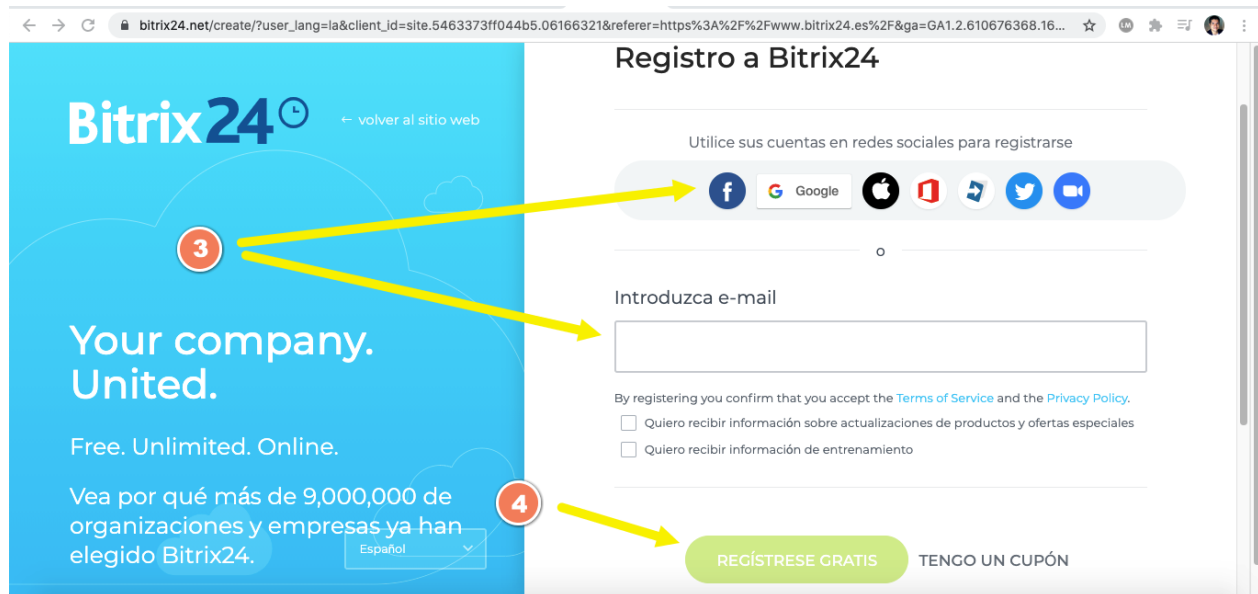 bitrix24.net/create/?user_lang=la&client_id=site.5463373ff044b5.06166321&referer=https%3A%2F%2Fwww.bitrix24.es%2F&ga=GA1.2.610676368.16...
LM
Bitrix24
← volver al sitio web
3
Your company.
United.
Free. Unlimited. Online.
Vea por qué más de 9,000,000 de
organizaciones y empresas ya han
elegido Bitrix24.
Español
Registro a Bitrix24
Utilice sus cuentas en redes sociales para registrarse
f
G Google
o
Introduzca e-mail
By registering you confirm that you accept the Terms of Service and the Privacy Policy.
Quiero recibir información sobre actualizaciones de productos y ofertas especiales
Quiero recibir información de entrenamiento
4
REGÍSTRESE GRATIS
TENGO UN CUPÓN